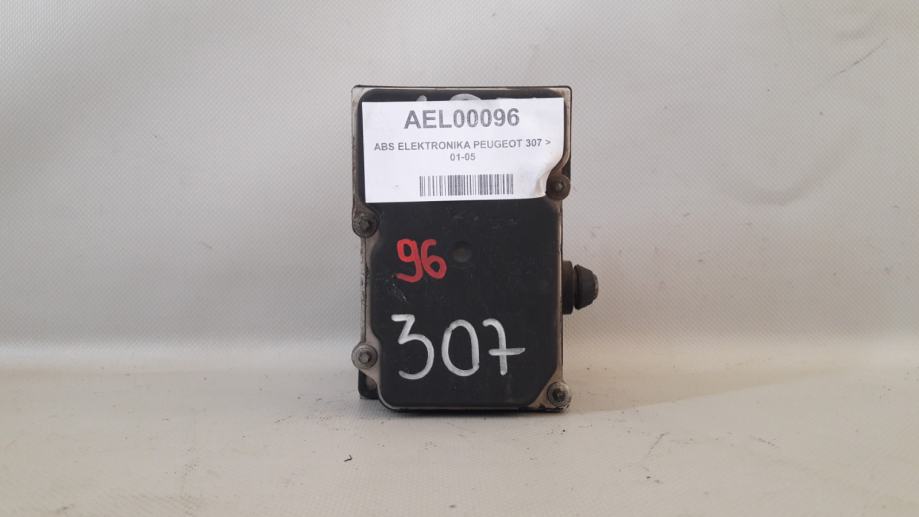 AEL00096
ABS ELEKTRONIKA PEUGEOT 307 >
01-05
96
307